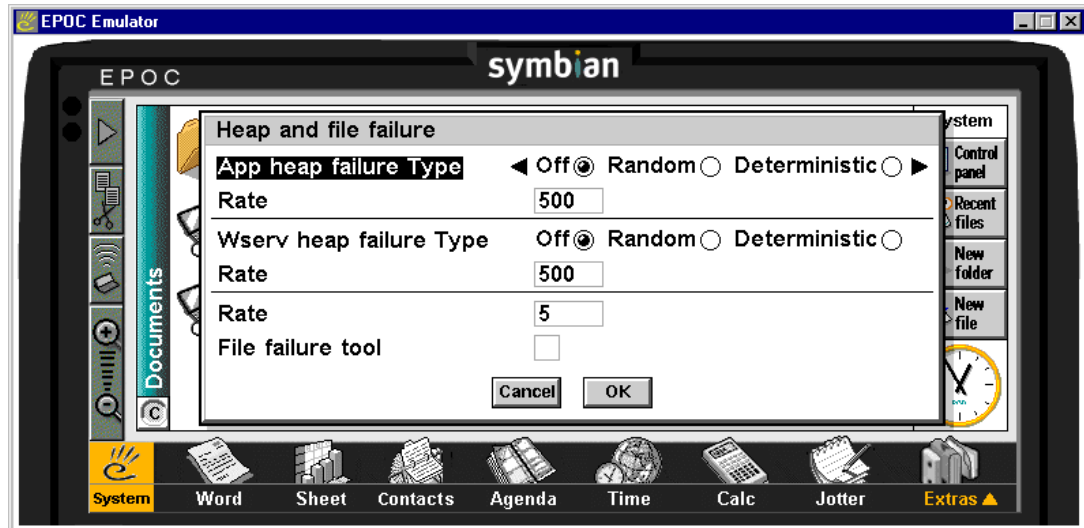 EPOC Emulator
symbian
EPOC
Heap and file failure
App heap failure Type Off Random Deterministic
Rate 500
Wserv heap failure Type Off Random Deterministic
Rate 500
Rate 5
File failure tool
Cancel OK
Documents
C
ystem
Control
panel
Recent
files
New
folder
New
file
System Word Sheet Contacts Agenda Time Calc Jotter Extras